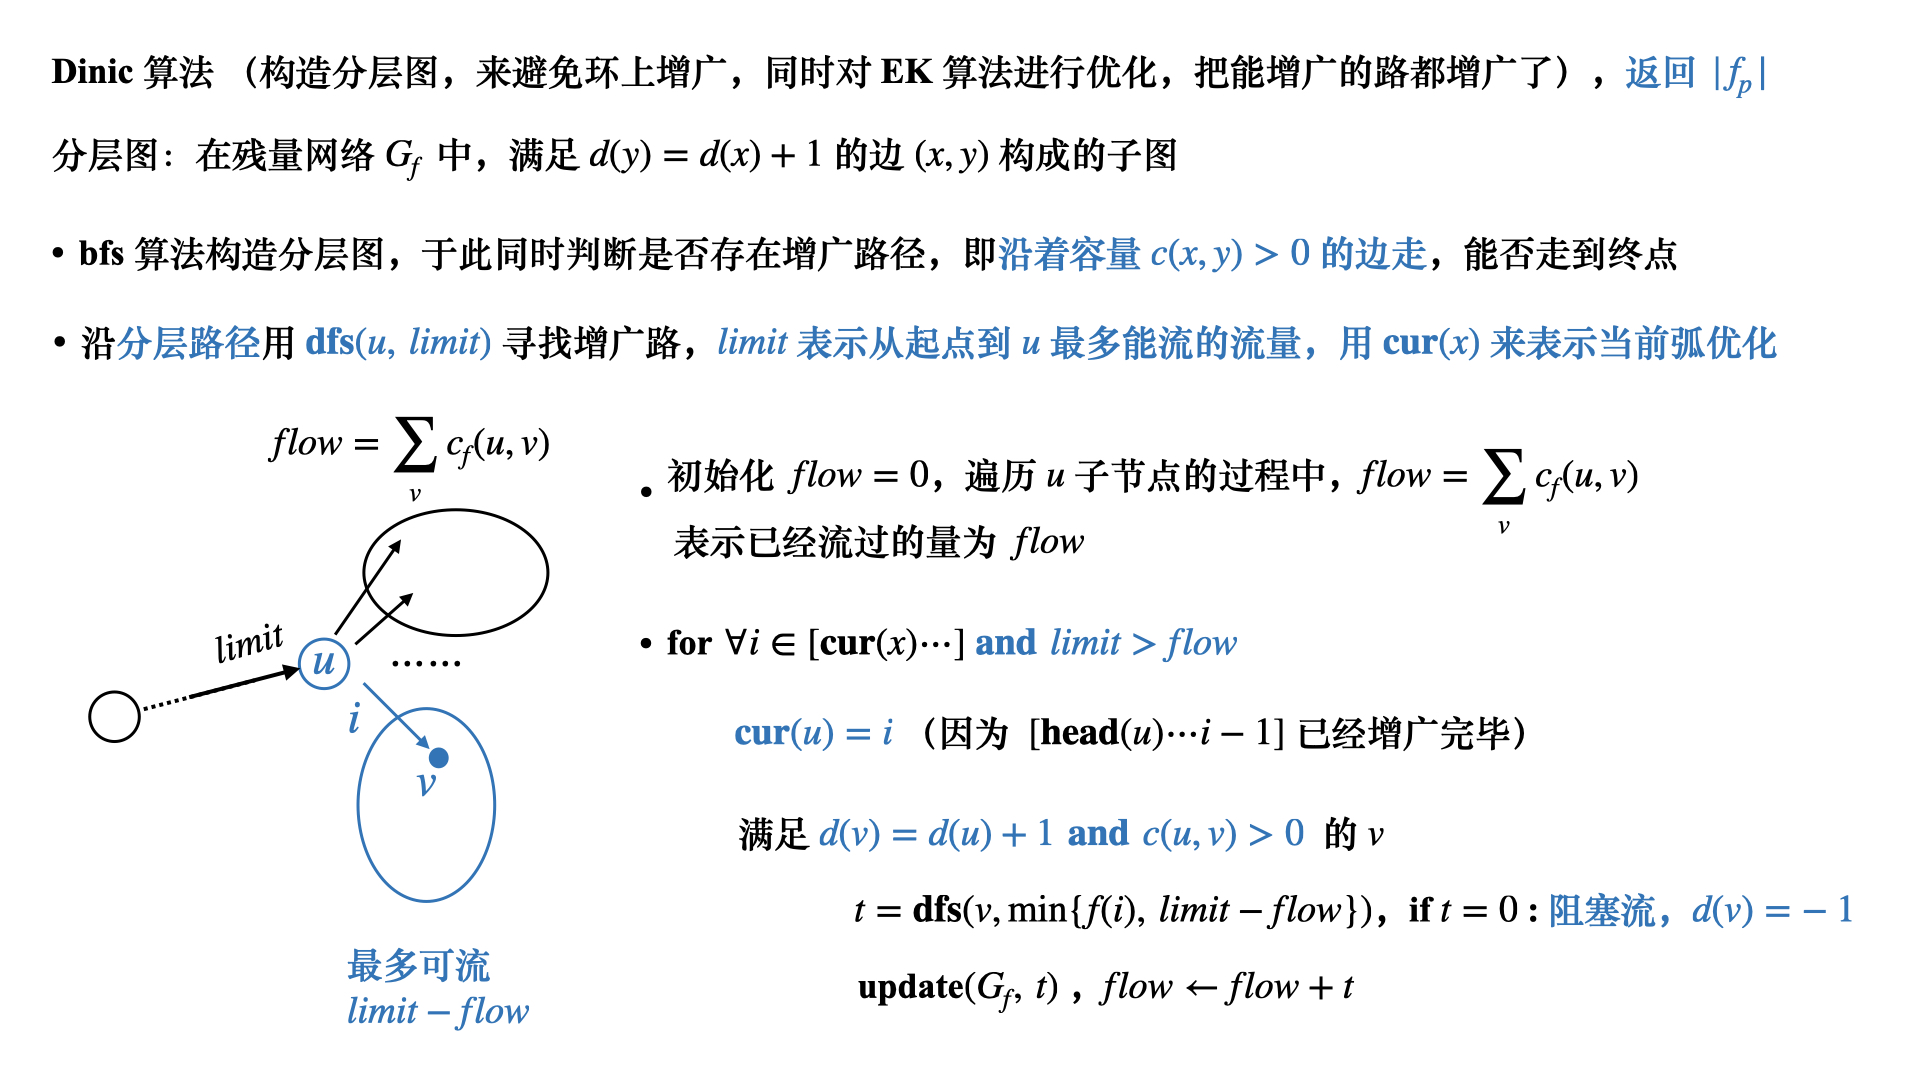 Dinic 算法 （构造分层图，来避免环上增广，同时对 EK 算法进行优化，把能增广的路都增广了），返回 |f_p|
分层图：在残量网络 G_f 中，满足 d(y) = d(x) + 1 的边 (x, y) 构成的子图
• bfs 算法构造分层图，于此同时判断是否存在增广路径，即沿着容量 c(x, y) > 0 的边走，能否走到终点
• 沿分层路径用 dfs(u, limit) 寻找增广路，limit 表示从起点到 u 最多能流的流量，用 cur(x) 来表示当前弧优化
flow = ∑_v c_f(u, v)
limit
u
……
i
v
最多可流
limit − flow
• 初始化 flow = 0，遍历 u 子节点的过程中，flow = ∑_v c_f(u, v)
表示已经流过的量为 flow
• for ∀i ∈ [cur(x)⋯] and limit > flow
cur(u) = i （因为 [head(u)⋯i − 1] 已经增广完毕）
满足 d(v) = d(u) + 1 and c(u, v) > 0 的 v
t = dfs(v, min{f(i), limit − flow})，if t = 0 : 阻塞流，d(v) = − 1
update(G_f, t) ，flow ← flow + t